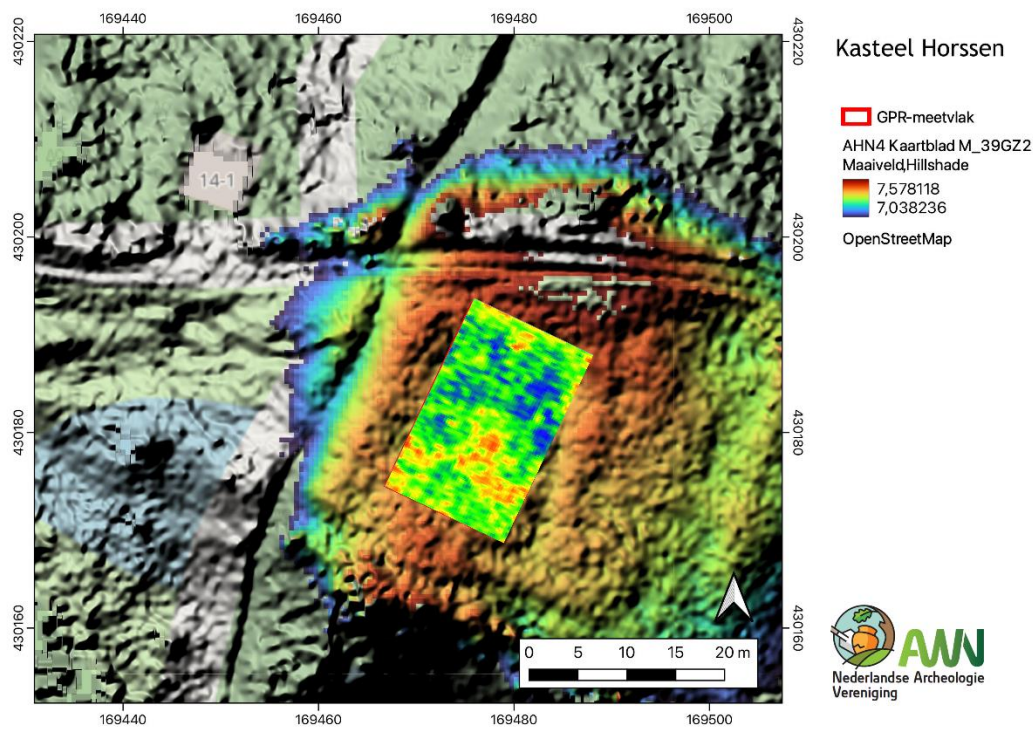 169440 169460 169480 169500
430220 430220
Kasteel Horssen
GPR-meetvlak
AHN4 Kaartblad M_39GZ2
Maaiveld,Hillshade
7,578118
7,038236
OpenStreetMap
14-1
430200 430200
430180 430180
430160 430160
0 5 10 15 20 m
169440 169460 169480 169500
AWN
Nederlandse Archeologie
Vereniging